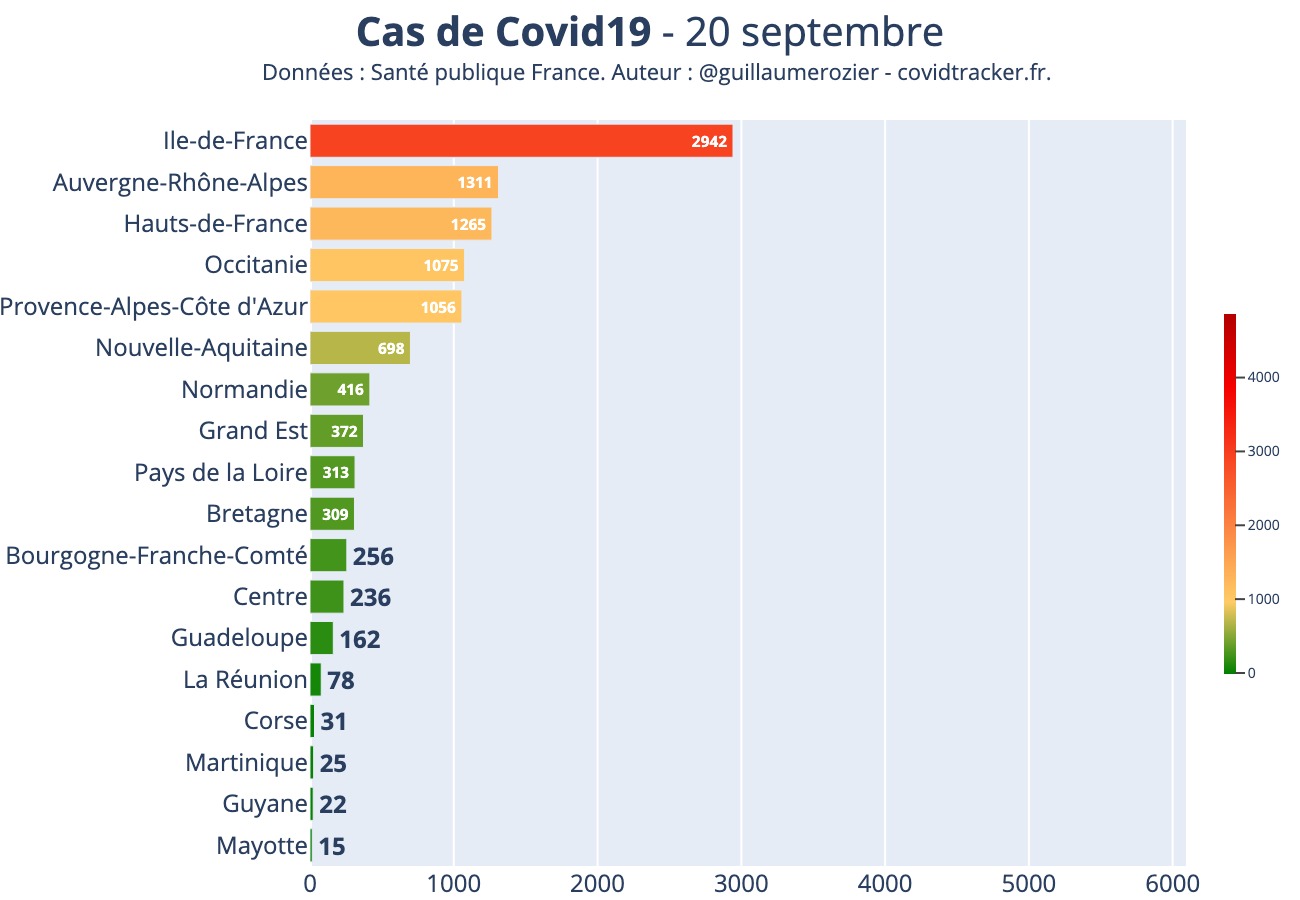 Cas de Covid19 - 20 septembre
Données : Santé publique France. Auteur : @guillaumerozier - covidtracker.fr.
Ile-de-France 2942
Auvergne-Rhône-Alpes 1311
Hauts-de-France 1265
Occitanie 1075
Provence-Alpes-Côte d'Azur 1056
Nouvelle-Aquitaine 698
Normandie 416
Grand Est 372
Pays de la Loire 313
Bretagne 309
Bourgogne-Franche-Comté 256
Centre 236
Guadeloupe 162
La Réunion 78
Corse 31
Martinique 25
Guyane 22
Mayotte 15
0 1000 2000 3000 4000 5000 6000
4000
3000
2000
1000
0